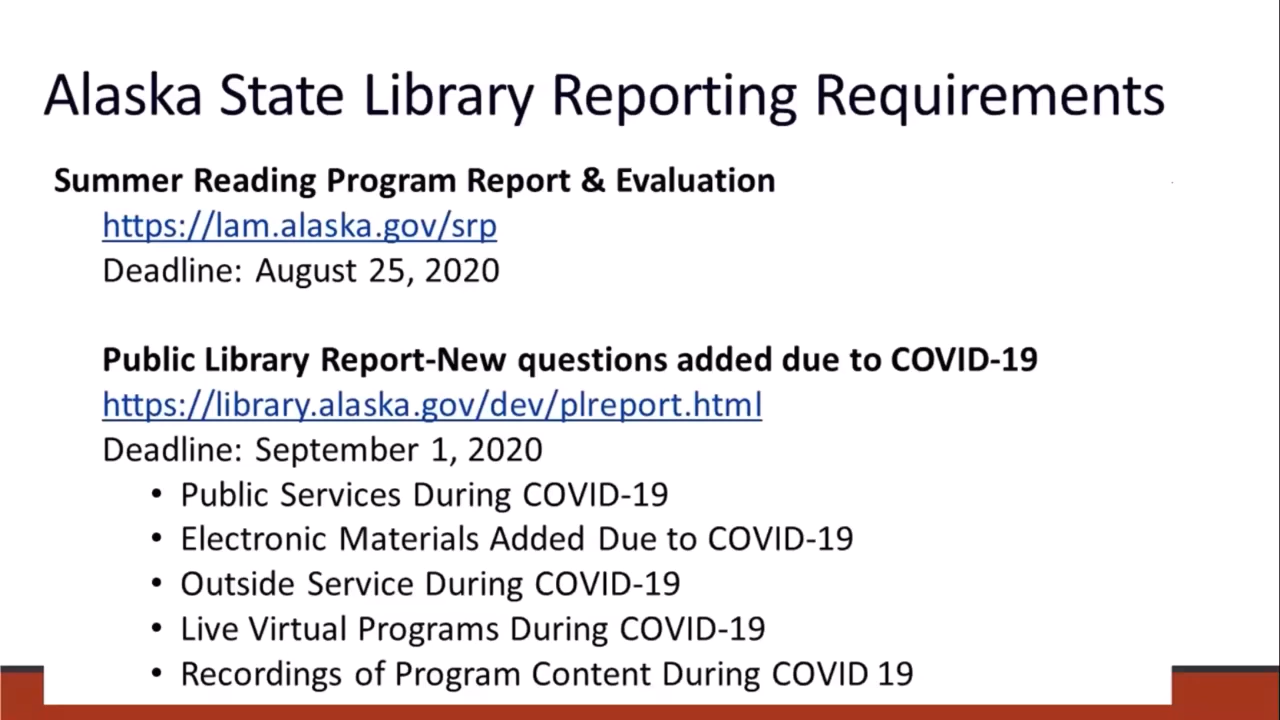 Alaska State Library Reporting Requirements
Summer Reading Program Report & Evaluation
https://lam.alaska.gov/srp
Deadline: August 25, 2020
Public Library Report-New questions added due to COVID-19
https://library.alaska.gov/dev/plreport.html
Deadline: September 1, 2020
• Public Services During COVID-19
• Electronic Materials Added Due to COVID-19
• Outside Service During COVID-19
• Live Virtual Programs During COVID-19
• Recordings of Program Content During COVID 19